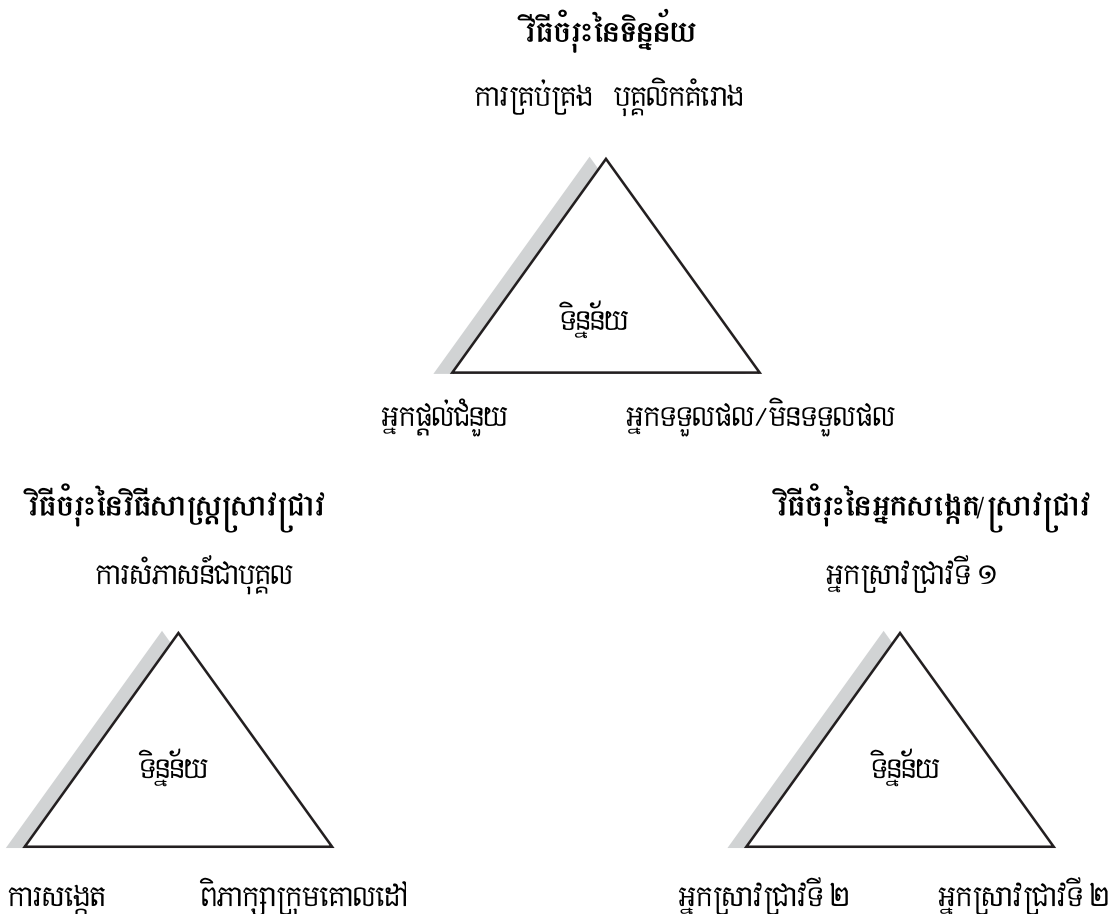 វីធីចំរុះនៃទិន្នន័យ
ការគ្រប់គ្រង បុគ្គលិកគំរោង
ទិន្នន័យ
អ្នកផ្តល់ជំនួយ អ្នកទទួលផល/មិនទទួលផល
វិធីចំរុះនៃវិធីសាស្ត្រស្រាវជ្រាវ
ការសំភាសន៍ជាបុគ្គល
ទិន្នន័យ
ការសង្កេត ពិភាក្សាក្រុមគោលដៅ
វិធីចំរុះនៃអ្នកសង្កេត/ស្រាវជ្រាវ
អ្នកស្រាវជ្រាវទី ១
ទិន្នន័យ
អ្នកស្រាវជ្រាវទី ២ អ្នកស្រាវជ្រាវទី ២